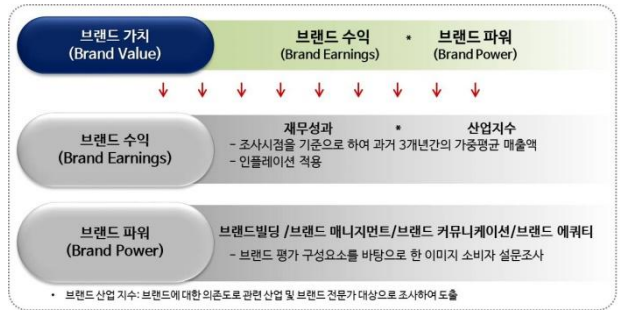 브랜드 가치 브랜드 수익 * 브랜드 파워
(Brand Value) (Brand Earnings) (Brand Power)
브랜드 수익 재무성과 * 산업지수
(Brand Earnings) – 조사시점을 기준으로 하여 과거 3개년간의 가중평균 매출액
– 인플레이션 적용
브랜드 파워 브랜드빌딩 /브랜드 매니지먼트/브랜드 커뮤니케이션/브랜드 에쿼티
(Brand Power) – 브랜드 평가 구성요소를 바탕으로 한 이미지 소비자 설문조사
• 브랜드 산업 지수: 브랜드에 대한 의존도로 관련 산업 및 브랜드 전문가 대상으로 조사하여 도출